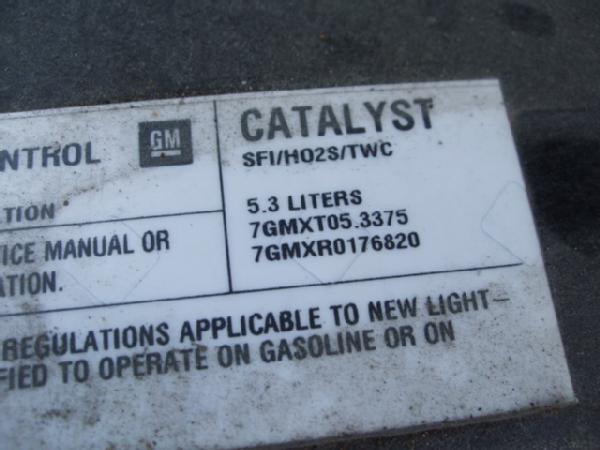 NTROL
GM
TION
ICE MANUAL OR
ATION.
CATALYST
SFI/HO2S/TWC
5.3 LITERS
7GMXT05.3375
7GMXR0176820
REGULATIONS APPLICABLE TO NEW LIGHT-
FIED TO OPERATE ON GASOLINE OR ON